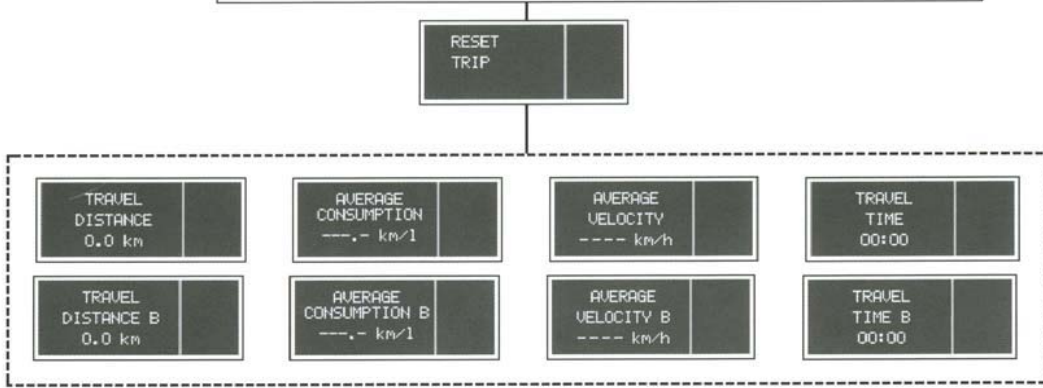 RESET
TRIP
TRAVEL
DISTANCE
0.0 km
AVERAGE
CONSUMPTION
---.- km/l
AVERAGE
VELOCITY
---- km/h
TRAVEL
TIME
00:00
TRAVEL
DISTANCE B
0.0 km
AVERAGE
CONSUMPTION B
---.- km/l
AVERAGE
VELOCITY B
---- km/h
TRAVEL
TIME B
00:00